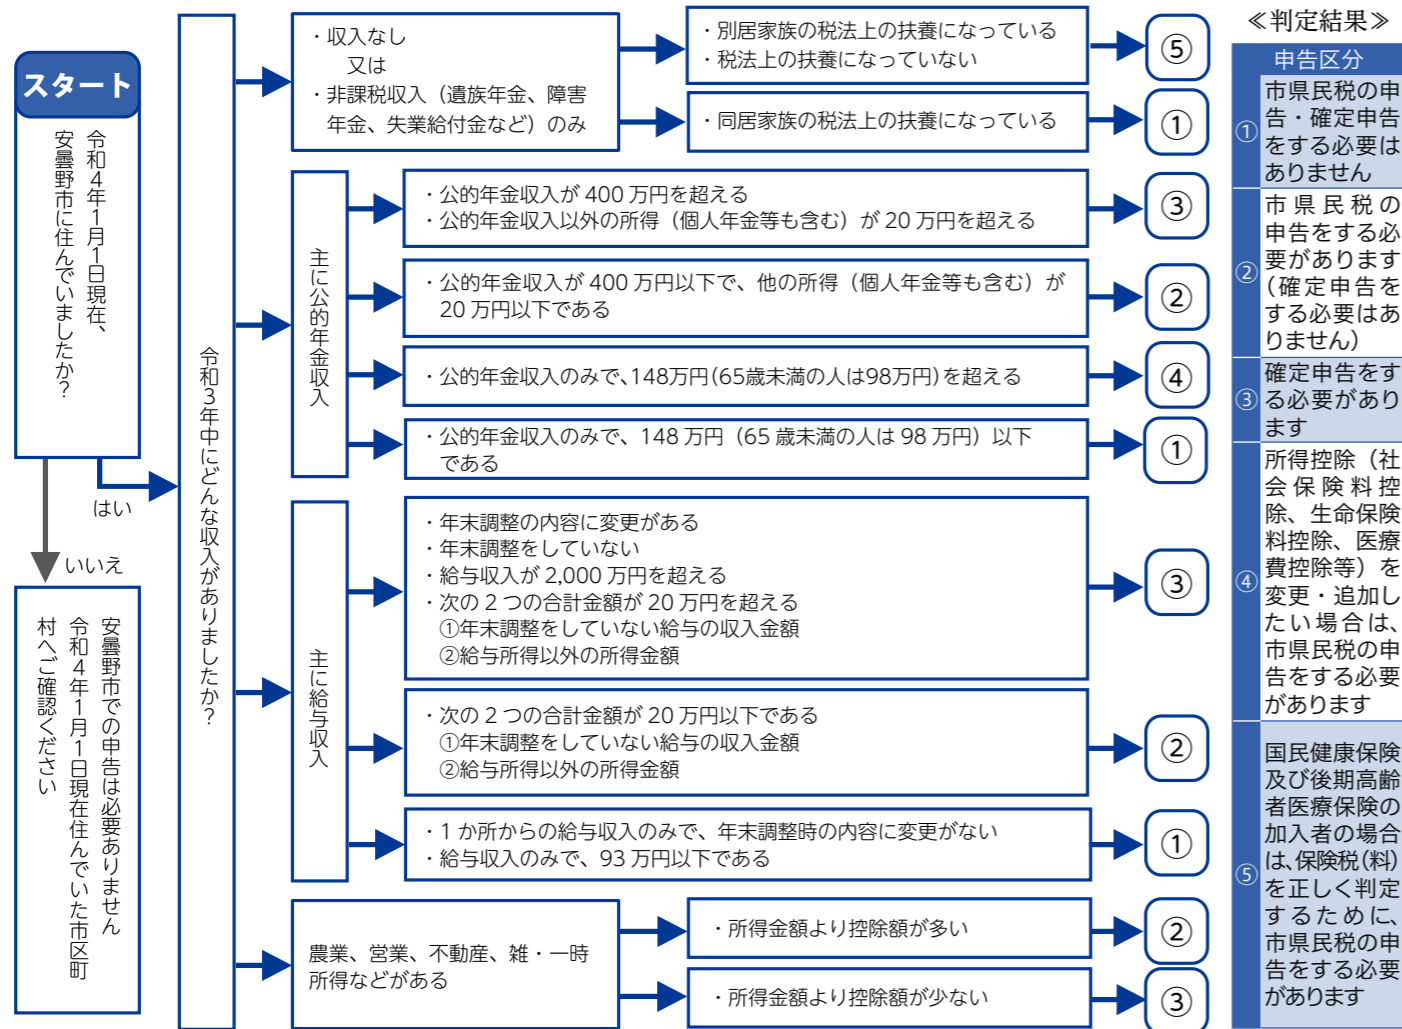 スタート
令和４年１月１日現在、
安曇野市に住んでいましたか？
はい
いいえ
安曇野市での申告は必要ありません
令和４年１月１日現在住んでいた市区町
村へご確認ください
令和３年中にどんな収入がありましたか？
・収入なし
又は
・非課税収入（遺族年金、障害
年金、失業給付金など）のみ
・別居家族の税法上の扶養になっている
・税法上の扶養になっていない
⑤
・同居家族の税法上の扶養になっている
①
主に公的年金収入
・公的年金収入が 400 万円を超える
・公的年金収入以外の所得（個人年金等も含む）が 20 万円を超える
③
・公的年金収入が 400 万円以下で、他の所得（個人年金等も含む）が
20 万円以下である
②
・公的年金収入のみで、148万円（65歳未満の人は98万円）を超える
④
・公的年金収入のみで、148 万円（65 歳未満の人は 98 万円）以下
である
①
主に給与収入
・年末調整の内容に変更がある
・年末調整をしていない
・給与収入が 2,000 万円を超える
・次の 2 つの合計金額が 20 万円を超える
①年末調整をしていない給与の収入金額
②給与所得以外の所得金額
③
・次の 2 つの合計金額が 20 万円以下である
①年末調整をしていない給与の収入金額
②給与所得以外の所得金額
②
・1 か所からの給与収入のみで、年末調整時の内容に変更がない
・給与収入のみで、93 万円以下である
①
農業、営業、不動産、雑・一時
所得などがある
・所得金額より控除額が多い
②
・所得金額より控除額が少ない
③
≪判定結果≫
申告区分
①
市県民税の申
告・確定申告
をする必要は
ありません
②
市県民税の
申告をする必
要があります
（確定申告を
する必要はあ
りません）
③
確定申告をす
る必要があり
ます
④
所得控除（社
会保険料控
除、生命保険
料控除、医療
費控除等）を
変更・追加し
たい場合は、
市県民税の申
告をする必要
があります
⑤
国民健康保険
及び後期高齢
者医療保険の
加入者の場合
は、保険税（料）
を正しく判定
するために、
市県民税の申
告をする必要
があります